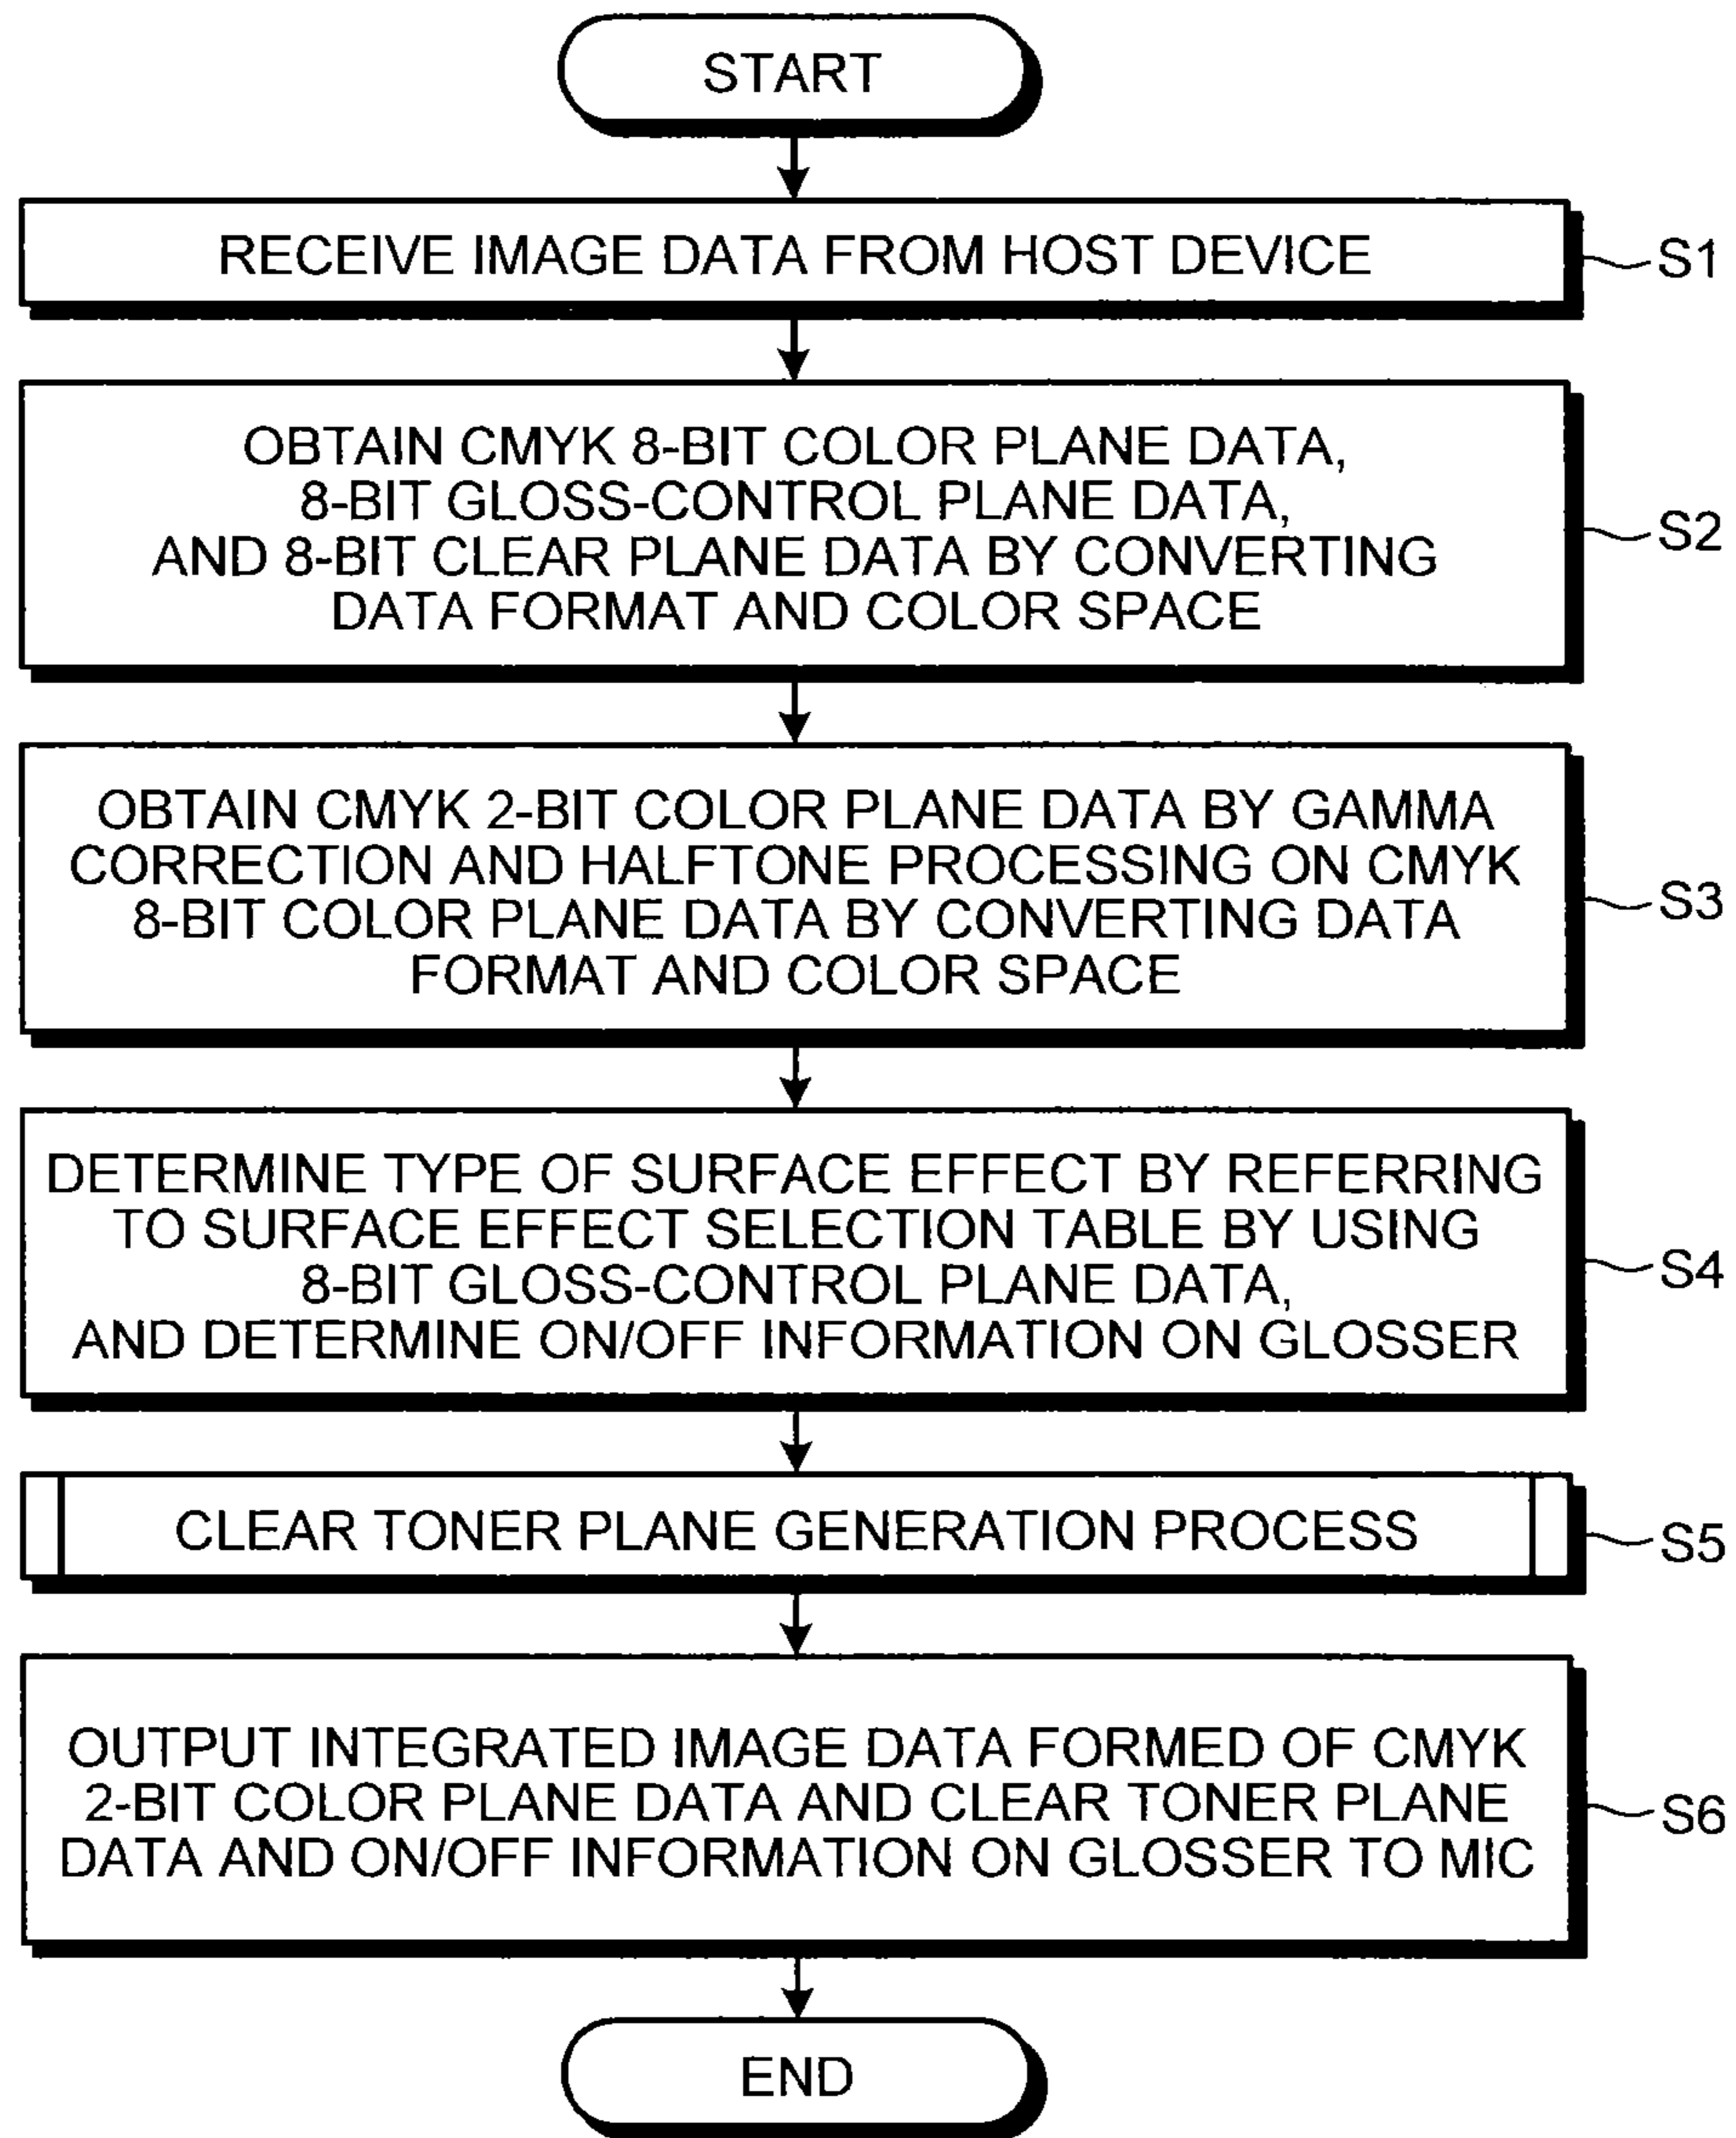 START
RECEIVE IMAGE DATA FROM HOST DEVICE
S1
OBTAIN CMYK 8-BIT COLOR PLANE DATA,
8-BIT GLOSS-CONTROL PLANE DATA,
AND 8-BIT CLEAR PLANE DATA BY CONVERTING
DATA FORMAT AND COLOR SPACE
S2
OBTAIN CMYK 2-BIT COLOR PLANE DATA BY GAMMA
CORRECTION AND HALFTONE PROCESSING ON CMYK
8-BIT COLOR PLANE DATA BY CONVERTING DATA
FORMAT AND COLOR SPACE
S3
DETERMINE TYPE OF SURFACE EFFECT BY REFERRING
TO SURFACE EFFECT SELECTION TABLE BY USING
8-BIT GLOSS-CONTROL PLANE DATA,
AND DETERMINE ON/OFF INFORMATION ON GLOSSER
S4
CLEAR TONER PLANE GENERATION PROCESS
S5
OUTPUT INTEGRATED IMAGE DATA FORMED OF CMYK
2-BIT COLOR PLANE DATA AND CLEAR TONER PLANE
DATA AND ON/OFF INFORMATION ON GLOSSER TO MIC
S6
END